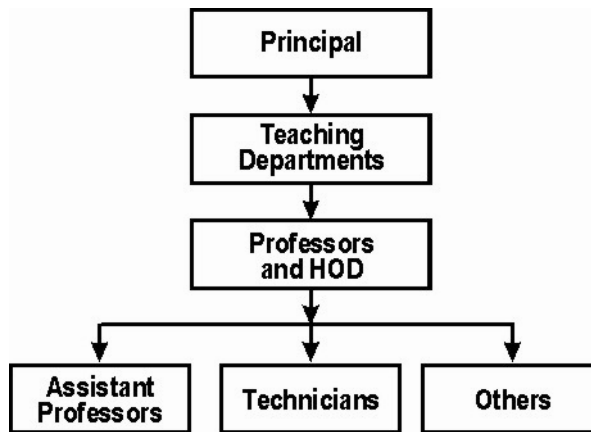 Principal
Teaching
Departments
Professors
and HOD
Assistant
Professors
Technicians
Others